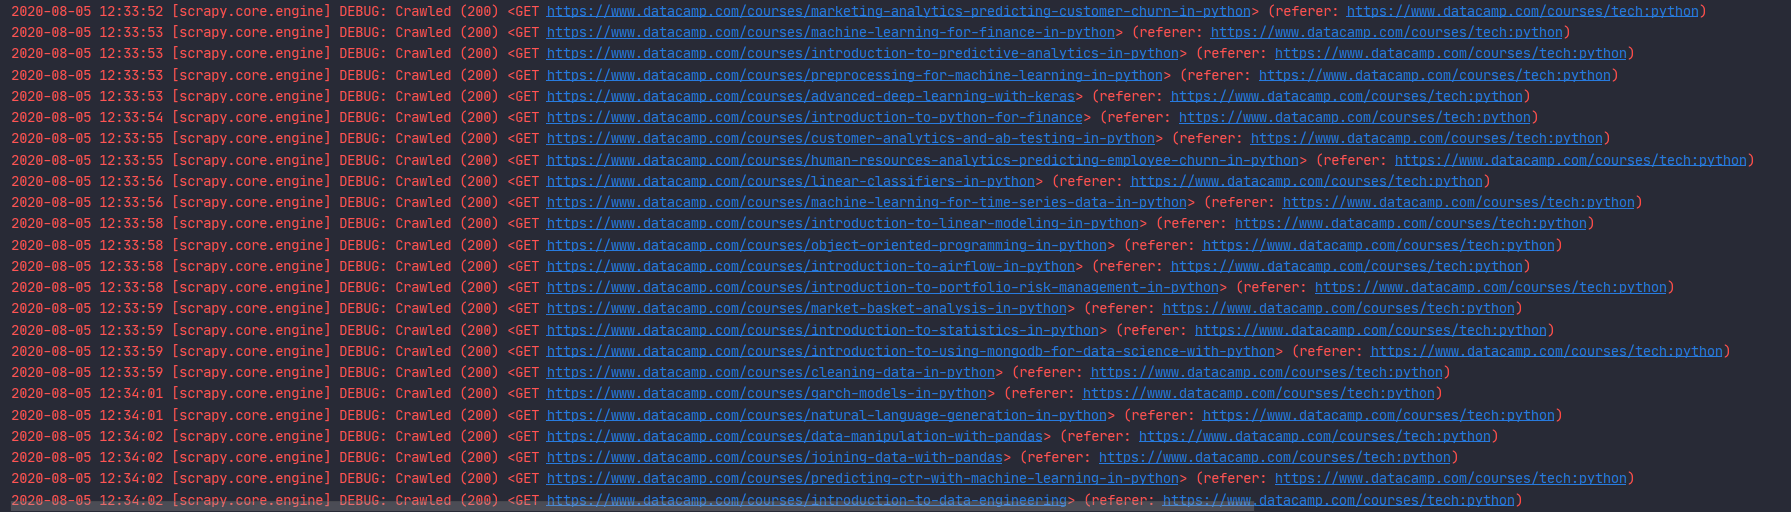 2020-08-05 12:33:52 [scrapy.core.engine] DEBUG: Crawled (200) <GET https://www.datacamp.com/courses/marketing-analytics-predicting-customer-churn-in-python> (referer: https://www.datacamp.com/courses/tech:python)
2020-08-05 12:33:53 [scrapy.core.engine] DEBUG: Crawled (200) <GET https://www.datacamp.com/courses/machine-learning-for-finance-in-python> (referer: https://www.datacamp.com/courses/tech:python)
2020-08-05 12:33:53 [scrapy.core.engine] DEBUG: Crawled (200) <GET https://www.datacamp.com/courses/introduction-to-predictive-analytics-in-python> (referer: https://www.datacamp.com/courses/tech:python)
2020-08-05 12:33:53 [scrapy.core.engine] DEBUG: Crawled (200) <GET https://www.datacamp.com/courses/preprocessing-for-machine-learning-in-python> (referer: https://www.datacamp.com/courses/tech:python)
2020-08-05 12:33:53 [scrapy.core.engine] DEBUG: Crawled (200) <GET https://www.datacamp.com/courses/advanced-deep-learning-with-keras> (referer: https://www.datacamp.com/courses/tech:python)
2020-08-05 12:33:54 [scrapy.core.engine] DEBUG: Crawled (200) <GET https://www.datacamp.com/courses/introduction-to-python-for-finance> (referer: https://www.datacamp.com/courses/tech:python)
2020-08-05 12:33:55 [scrapy.core.engine] DEBUG: Crawled (200) <GET https://www.datacamp.com/courses/customer-analytics-and-ab-testing-in-python> (referer: https://www.datacamp.com/courses/tech:python)
2020-08-05 12:33:55 [scrapy.core.engine] DEBUG: Crawled (200) <GET https://www.datacamp.com/courses/human-resources-analytics-predicting-employee-churn-in-python> (referer: https://www.datacamp.com/courses/tech:python)
2020-08-05 12:33:56 [scrapy.core.engine] DEBUG: Crawled (200) <GET https://www.datacamp.com/courses/linear-classifiers-in-python> (referer: https://www.datacamp.com/courses/tech:python)
2020-08-05 12:33:56 [scrapy.core.engine] DEBUG: Crawled (200) <GET https://www.datacamp.com/courses/machine-learning-for-time-series-data-in-python> (referer: https://www.datacamp.com/courses/tech:python)
2020-08-05 12:33:58 [scrapy.core.engine] DEBUG: Crawled (200) <GET https://www.datacamp.com/courses/introduction-to-linear-modeling-in-python> (referer: https://www.datacamp.com/courses/tech:python)
2020-08-05 12:33:58 [scrapy.core.engine] DEBUG: Crawled (200) <GET https://www.datacamp.com/courses/object-oriented-programming-in-python> (referer: https://www.datacamp.com/courses/tech:python)
2020-08-05 12:33:58 [scrapy.core.engine] DEBUG: Crawled (200) <GET https://www.datacamp.com/courses/introduction-to-airflow-in-python> (referer: https://www.datacamp.com/courses/tech:python)
2020-08-05 12:33:58 [scrapy.core.engine] DEBUG: Crawled (200) <GET https://www.datacamp.com/courses/introduction-to-portfolio-risk-management-in-python> (referer: https://www.datacamp.com/courses/tech:python)
2020-08-05 12:33:59 [scrapy.core.engine] DEBUG: Crawled (200) <GET https://www.datacamp.com/courses/market-basket-analysis-in-python> (referer: https://www.datacamp.com/courses/tech:python)
2020-08-05 12:33:59 [scrapy.core.engine] DEBUG: Crawled (200) <GET https://www.datacamp.com/courses/introduction-to-statistics-in-python> (referer: https://www.datacamp.com/courses/tech:python)
2020-08-05 12:33:59 [scrapy.core.engine] DEBUG: Crawled (200) <GET https://www.datacamp.com/courses/introduction-to-using-mongodb-for-data-science-with-python> (referer: https://www.datacamp.com/courses/tech:python)
2020-08-05 12:33:59 [scrapy.core.engine] DEBUG: Crawled (200) <GET https://www.datacamp.com/courses/cleaning-data-in-python> (referer: https://www.datacamp.com/courses/tech:python)
2020-08-05 12:34:01 [scrapy.core.engine] DEBUG: Crawled (200) <GET https://www.datacamp.com/courses/garch-models-in-python> (referer: https://www.datacamp.com/courses/tech:python)
2020-08-05 12:34:01 [scrapy.core.engine] DEBUG: Crawled (200) <GET https://www.datacamp.com/courses/natural-language-generation-in-python> (referer: https://www.datacamp.com/courses/tech:python)
2020-08-05 12:34:02 [scrapy.core.engine] DEBUG: Crawled (200) <GET https://www.datacamp.com/courses/data-manipulation-with-pandas> (referer: https://www.datacamp.com/courses/tech:python)
2020-08-05 12:34:02 [scrapy.core.engine] DEBUG: Crawled (200) <GET https://www.datacamp.com/courses/joining-data-with-pandas> (referer: https://www.datacamp.com/courses/tech:python)
2020-08-05 12:34:02 [scrapy.core.engine] DEBUG: Crawled (200) <GET https://www.datacamp.com/courses/predicting-ctr-with-machine-learning-in-python> (referer: https://www.datacamp.com/courses/tech:python)
2020-08-05 12:34:02 [scrapy.core.engine] DEBUG: Crawled (200) <GET https://www.datacamp.com/courses/introduction-to-data-engineering> (referer: https://www.datacamp.com/courses/tech:python)